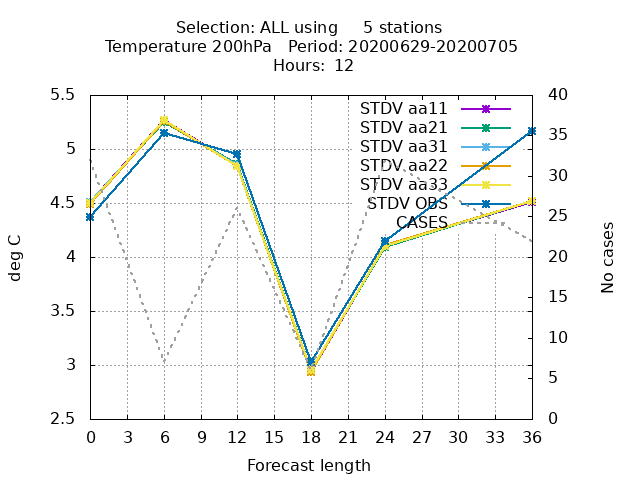 Selection: ALL using     5 stations
Temperature 200hPa   Period: 20200629-20200705
Hours:  12
STDV aa11
STDV aa21
STDV aa31
STDV aa22
STDV aa33
STDV OBS
CASES
deg C
5.5
5
4.5
4
3.5
3
2.5
40
35
30
25
20
15
10
5
0
No cases
0 3 6 9 12 15 18 21 24 27 30 33 36
Forecast length